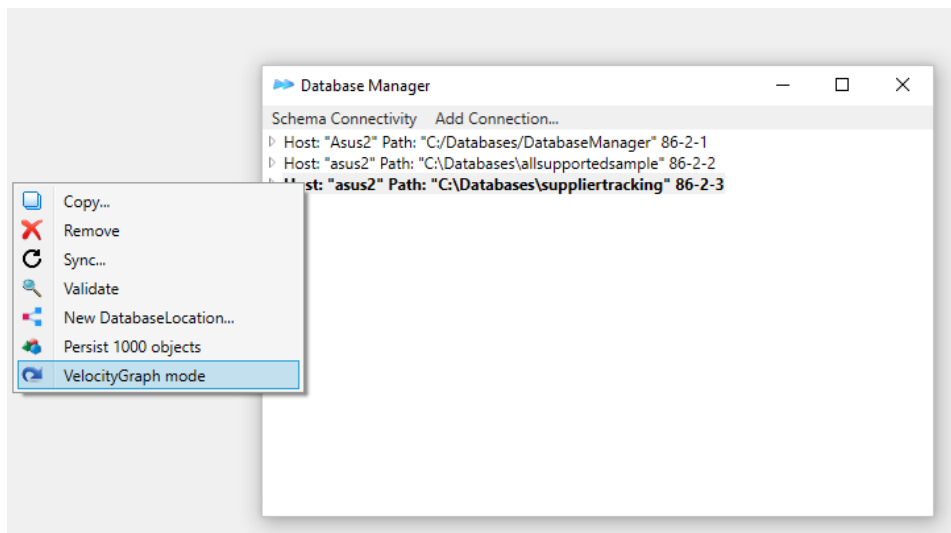 Database Manager
Schema Connectivity Add Connection...
Host: "Asus2" Path: "C:/Databases/DatabaseManager" 86-2-1
Host: "asus2" Path: "C:\Databases\allsupportedsample" 86-2-2
Host: "asus2" Path: "C:\Databases\suppliertracking" 86-2-3
Copy...
Remove
Sync...
Validate
New DatabaseLocation...
Persist 1000 objects
VelocityGraph mode